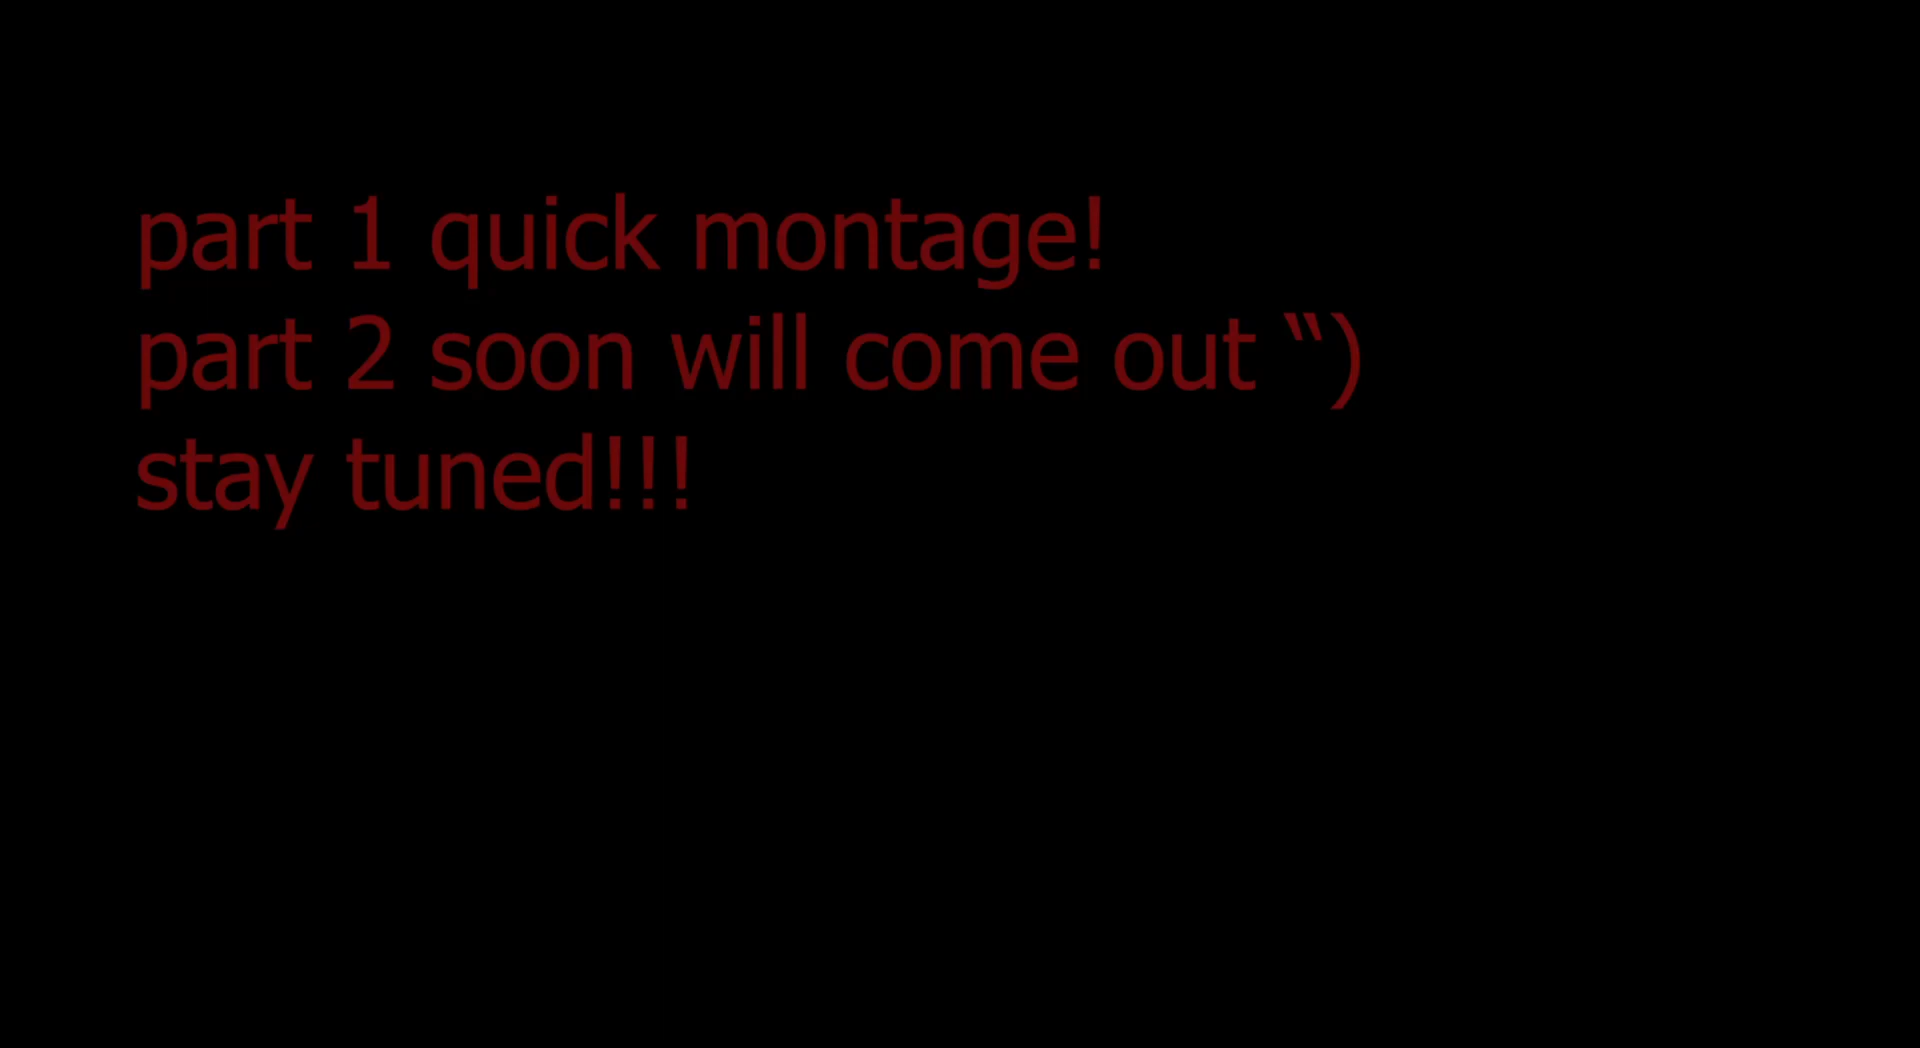 part 1 quick montage!
part 2 soon will come out “)
stay tuned!!!